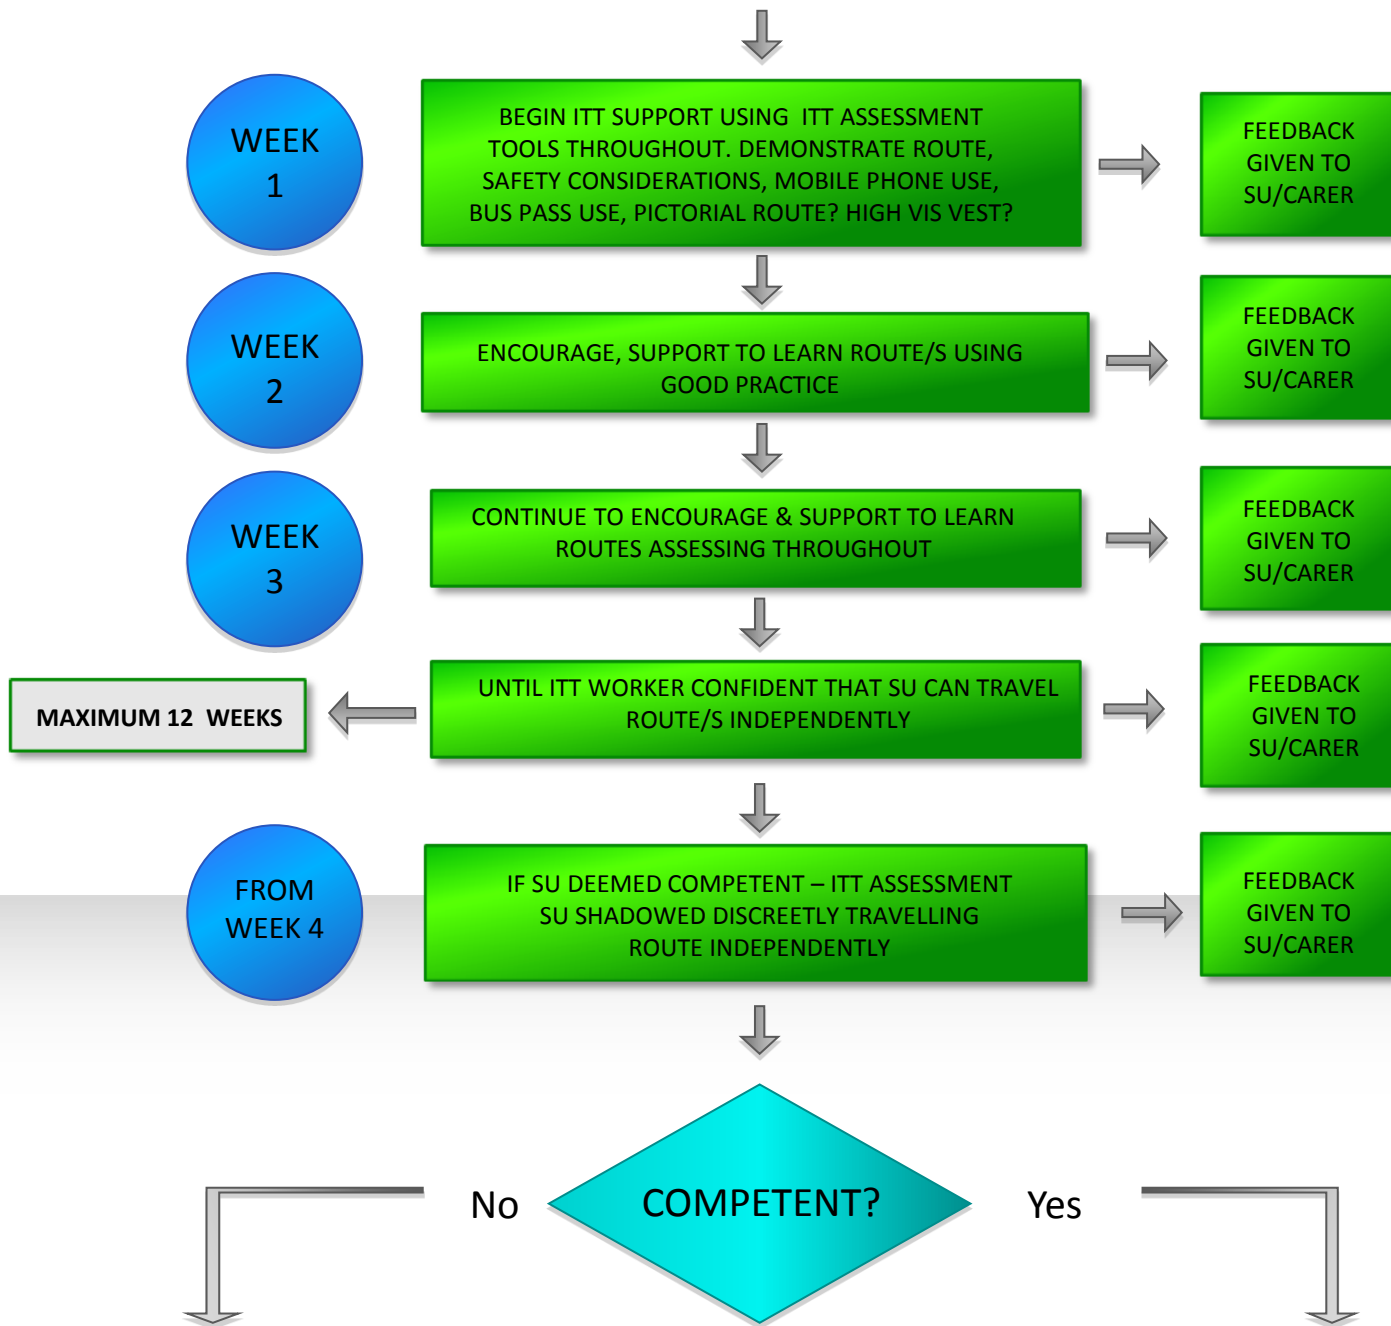 WEEK
1
BEGIN ITT SUPPORT USING ITT ASSESSMENT
TOOLS THROUGHOUT. DEMONSTRATE ROUTE,
SAFETY CONSIDERATIONS, MOBILE PHONE USE,
BUS PASS USE, PICTORIAL ROUTE? HIGH VIS VEST?
FEEDBACK
GIVEN TO
SU/CARER
WEEK
2
ENCOURAGE, SUPPORT TO LEARN ROUTE/S USING
GOOD PRACTICE
FEEDBACK
GIVEN TO
SU/CARER
WEEK
3
CONTINUE TO ENCOURAGE & SUPPORT TO LEARN
ROUTES ASSESSING THROUGHOUT
FEEDBACK
GIVEN TO
SU/CARER
MAXIMUM 12 WEEKS
UNTIL ITT WORKER CONFIDENT THAT SU CAN TRAVEL
ROUTE/S INDEPENDENTLY
FEEDBACK
GIVEN TO
SU/CARER
FROM
WEEK 4
IF SU DEEMED COMPETENT – ITT ASSESSMENT
SU SHADOWED DISCREETLY TRAVELLING
ROUTE INDEPENDENTLY
FEEDBACK
GIVEN TO
SU/CARER
No
COMPETENT?
Yes